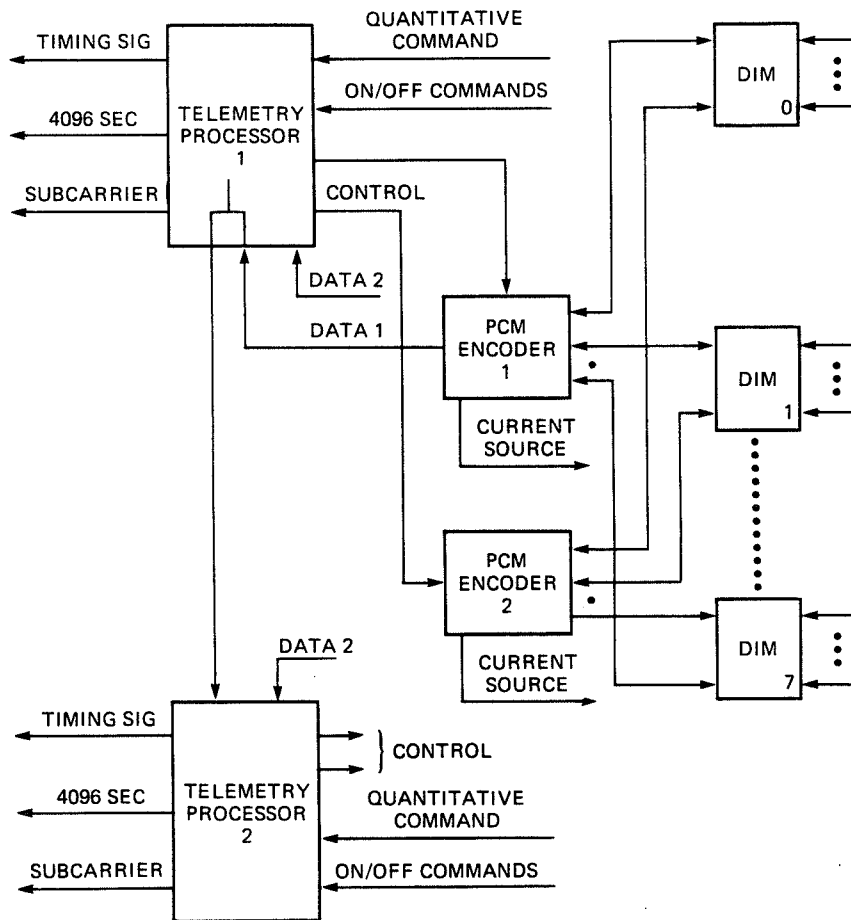 QUANTITATIVE
COMMAND
TIMING SIG
ON/OFF COMMANDS
TELEMETRY
PROCESSOR
1
4096 SEC
SUBCARRIER
CONTROL
DIM
0
DATA 2
DATA 1
PCM
ENCODER
1
DIM
1
CURRENT
SOURCE
PCM
ENCODER
2
DIM
7
CURRENT
SOURCE
DATA 2
TIMING SIG
CONTROL
TELEMETRY
PROCESSOR
2
4096 SEC
QUANTITATIVE
COMMAND
SUBCARRIER
ON/OFF COMMANDS